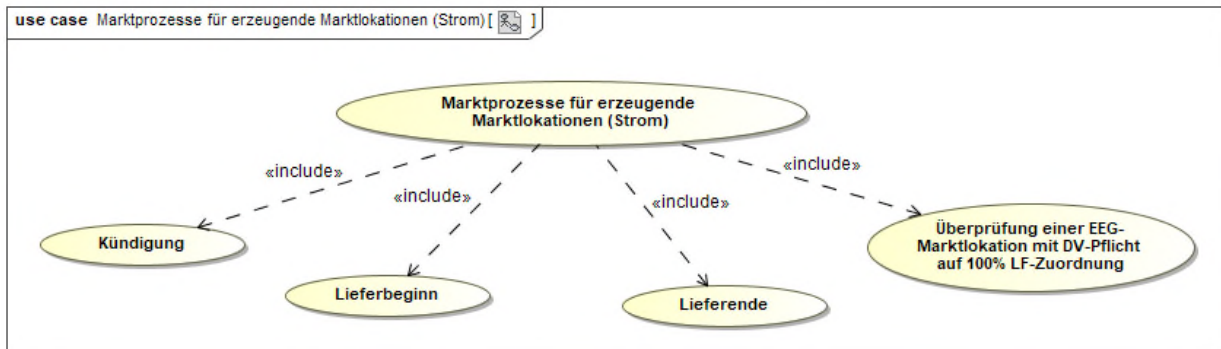 use case Marktprozesse für erzeugende Marktlokationen (Strom) [ ]
Marktprozesse für erzeugende
Marktlokationen (Strom)
«include»
«include»
«include»
«include»
Kündigung
Lieferbeginn
Lieferende
Überprüfung einer EEG-
Marktlokation mit DV-Pflicht
auf 100% LF-Zuordnung